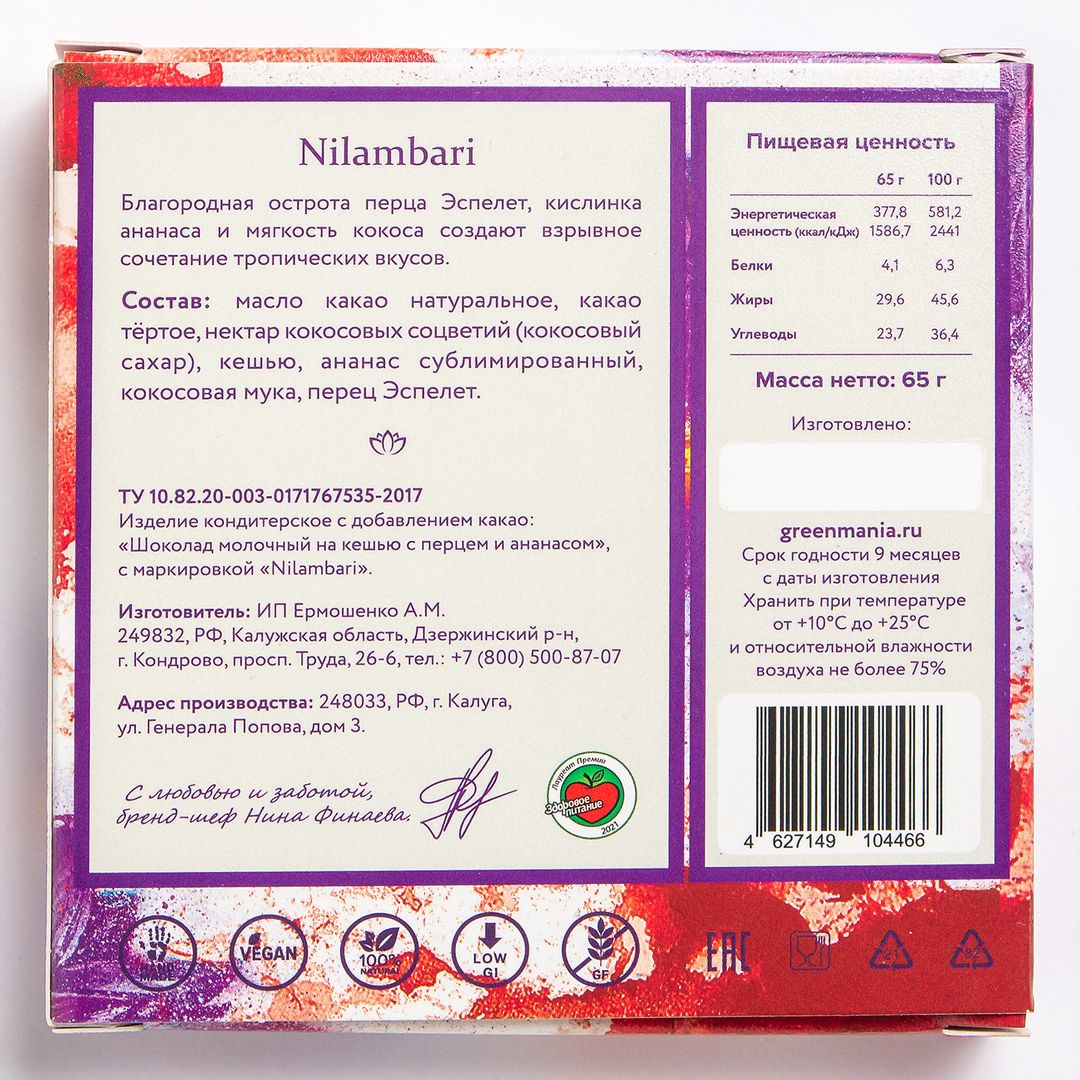 Nilambari
Благородная острота перца Эспелет, кислинка
ананаса и мягкость кокоса создают взрывное
сочетание тропических вкусов.
Состав: масло какао натуральное, какао
тёртое, нектар кокосовых соцветий (кокосовый
сахар), кешью, ананас сублимированный,
кокосовая мука, перец Эспелет.
ТУ 10.82.20-003-0171767535-2017
Изделие кондитерское с добавлением какао:
«Шоколад молочный на кешью с перцем и ананасом»,
с маркировкой «Nilambari».
Изготовитель: ИП Ермошенко А.М.
249832, РФ, Калужская область, Дзержинский р-н,
г. Кондрово, просп. Труда, 26-6, тел.: +7 (800) 500-87-07
Адрес производства: 248033, РФ, г. Калуга,
ул. Генерала Попова, дом 3.
С любовью и заботой,
бренд-шеф Нина Финаева.
Лауреат Премии
Здоровое
питание
2021
Пищевая ценность
65 г 100 г
Энергетическая 377,8 581,2
ценность (ккал/кДж) 1586,7 2441
Белки 4,1 6,3
Жиры 29,6 45,6
Углеводы 23,7 36,4
Масса нетто: 65 г
Изготовлено:
greenmania.ru
Срок годности 9 месяцев
с даты изготовления
Хранить при температуре
от +10°C до +25°C
и относительной влажности
воздуха не более 75%
4 627149 104466
HAND
MADE
VEGAN
100%
NATURAL
LOW
GI
GF
EAC
21
82